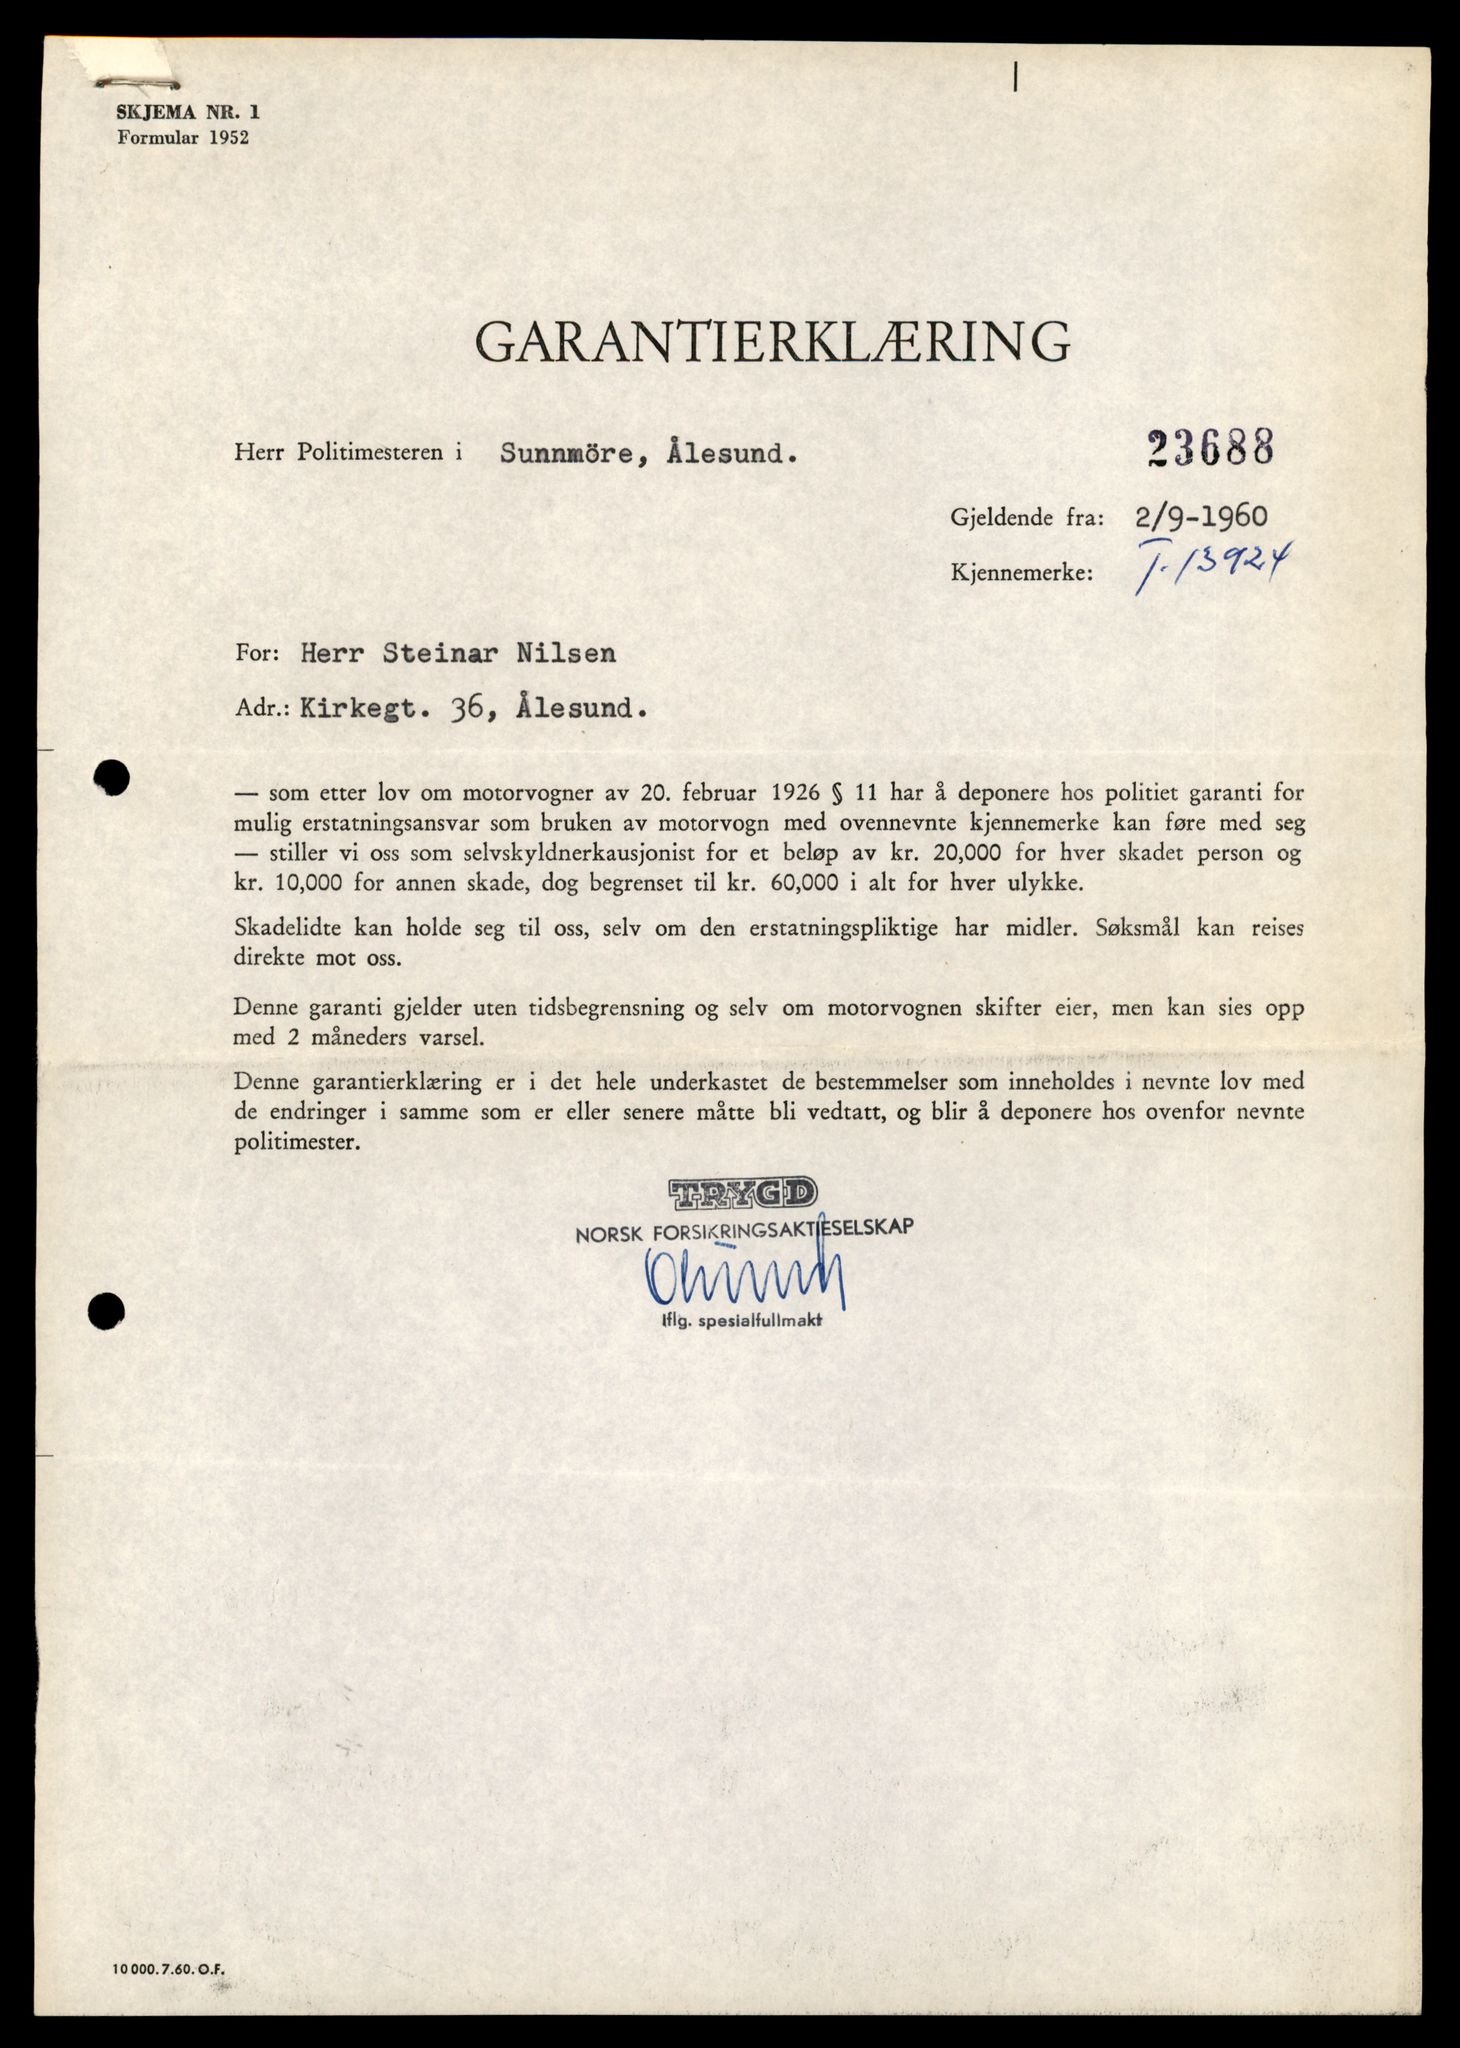 SKJEMA NR. 1
Formular 1952
GARANTIERKLÆRING
Herr Politimesteren i Sunnmöre, Ålesund.
23688
Gjeldende fra: 2/9-1960
Kjennemerke: T.13924
For: Herr Steinar Nilsen
Adr.: Kirkegt. 36, Ålesund.
— som etter lov om motorvogner av 20. februar 1926 § 11 har å deponere hos politiet garanti for
mulig erstatningsansvar som bruken av motorvogn med ovennevnte kjennemerke kan føre med seg
— stiller vi oss som selvskyldnerkausjonist for et beløp av kr. 20,000 for hver skadet person og
kr. 10,000 for annen skade, dog begrenset til kr. 60,000 i alt for hver ulykke.
Skadelidte kan holde seg til oss, selv om den erstatningspliktige har midler. Søksmål kan reises
direkte mot oss.
Denne garanti gjelder uten tidsbegrensning og selv om motorvognen skifter eier, men kan sies opp
med 2 måneders varsel.
Denne garantierklæring er i det hele underkastet de bestemmelser som inneholdes i nevnte lov med
de endringer i samme som er eller senere måtte bli vedtatt, og blir å deponere hos ovenfor nevnte
politimester.
TRYGD
NORSK FORSIKRINGSAKTIESELSKAP
Iflg. spesialfullmakt
10 000. 7. 60. O.F.